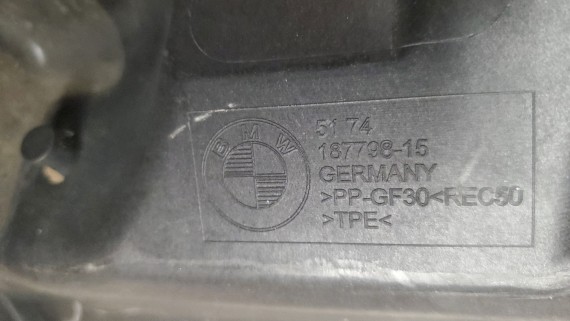 BMW
51 74
187798-15
GERMANY
>PP-GF30<REC50
>TPE<